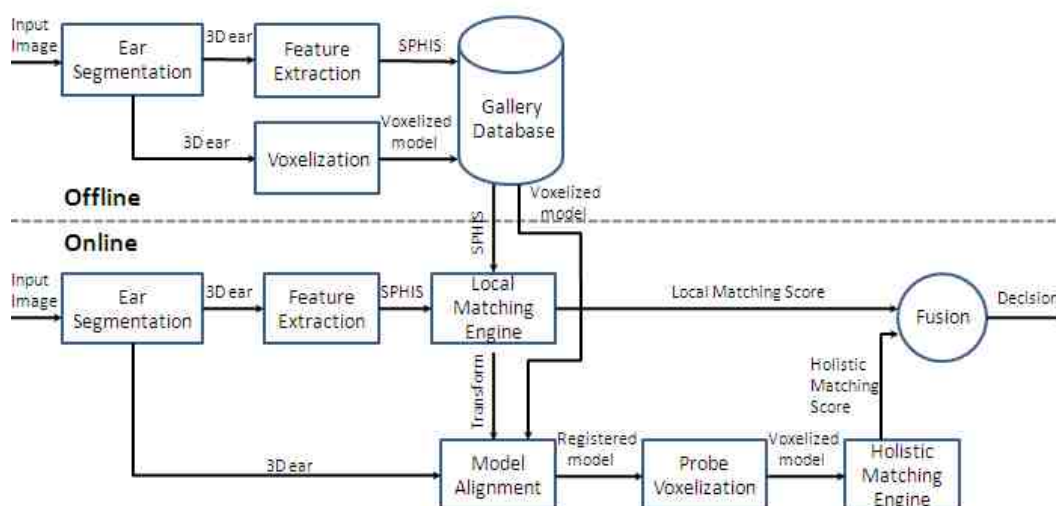 Input
Image
Ear
Segmentation
3D ear
Feature
Extraction
SPHIS
Gallery
Database
3D ear
Voxelization
Voxelized
model
Offline
SPHIS
Voxelized
model
Online
Input
Image
Ear
Segmentation
3D ear
Feature
Extraction
SPHIS
Local
Matching
Engine
Local Matching Score
Fusion
Decision
Transform
Holistic
Matching
Score
3D ear
Model
Alignment
Registered
model
Probe
Voxelization
Voxelized
model
Holistic
Matching
Engine